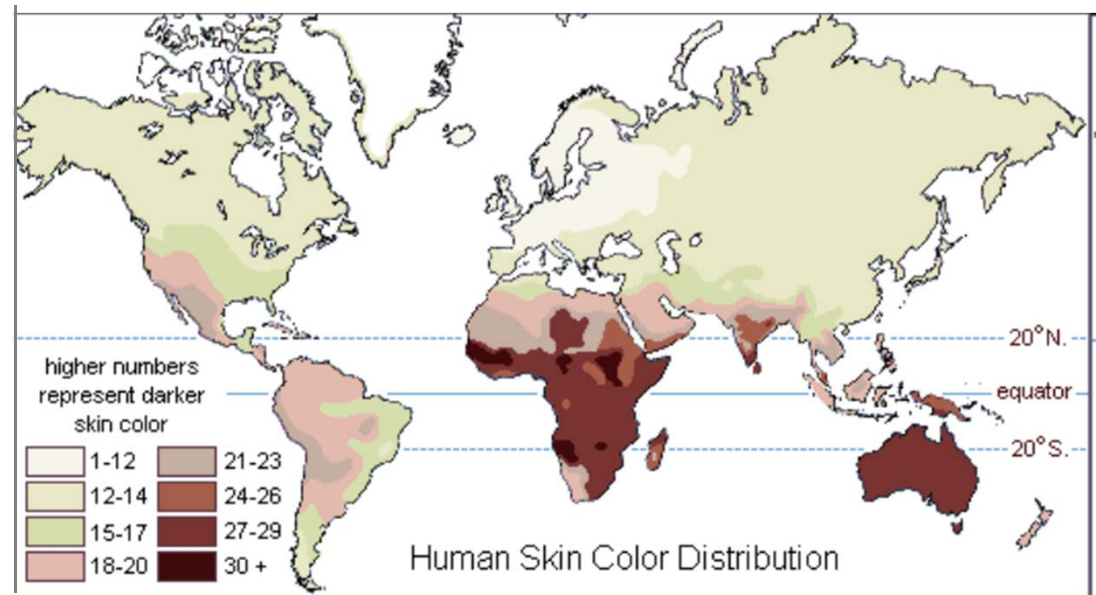 20°N.
equator
20°S.
higher numbers
represent darker
skin color
1-12
21-23
12-14
24-26
15-17
27-29
18-20
30 +
Human Skin Color Distribution